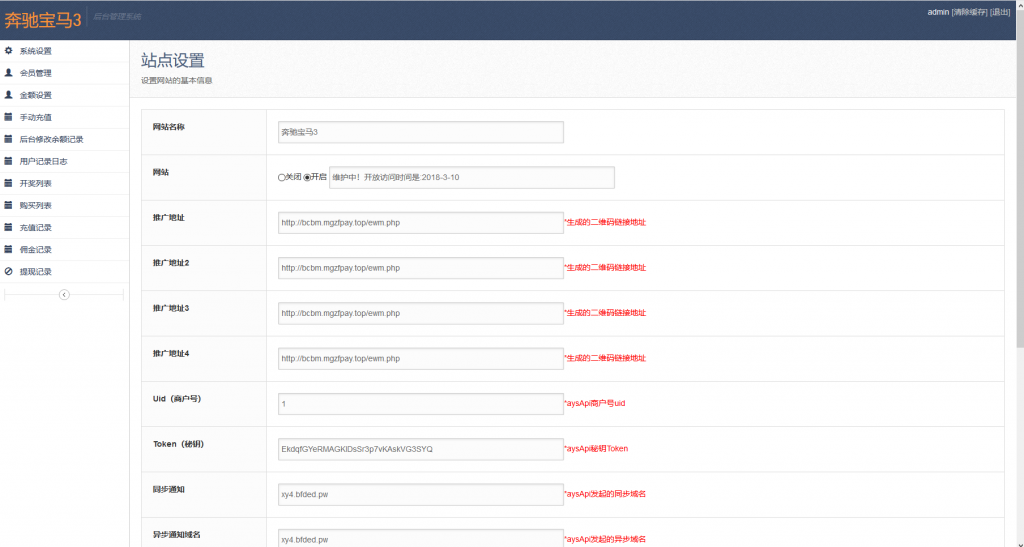 奔驰宝马3
后台管理系统
admin [清除缓存] [退出]
系统设置
会员管理
金额设置
手动充值
后台修改余额记录
用户记录日志
开奖列表
购买列表
充值记录
佣金记录
提现记录
站点设置
设置网站的基本信息
网站名称
奔驰宝马3
网站
关闭 开启 维护中！开放访问时间是:2018-3-10
推广地址
http://bcbm.mgzfpay.top/ewm.php *生成的二维码链接地址
推广地址2
http://bcbm.mgzfpay.top/ewm.php *生成的二维码链接地址
推广地址3
http://bcbm.mgzfpay.top/ewm.php *生成的二维码链接地址
推广地址4
http://bcbm.mgzfpay.top/ewm.php *生成的二维码链接地址
Uid（商户号）
1 *aysApi商户号uid
Token（秘钥）
EkdqfGYeRMAGKlDsSr3p7vKAskVG3SYQ *aysApi秘钥Token
同步通知
xy4.bfded.pw *aysApi发起的同步域名
异步通知域名
xy4.bfded.pw *aysApi发起的异步域名